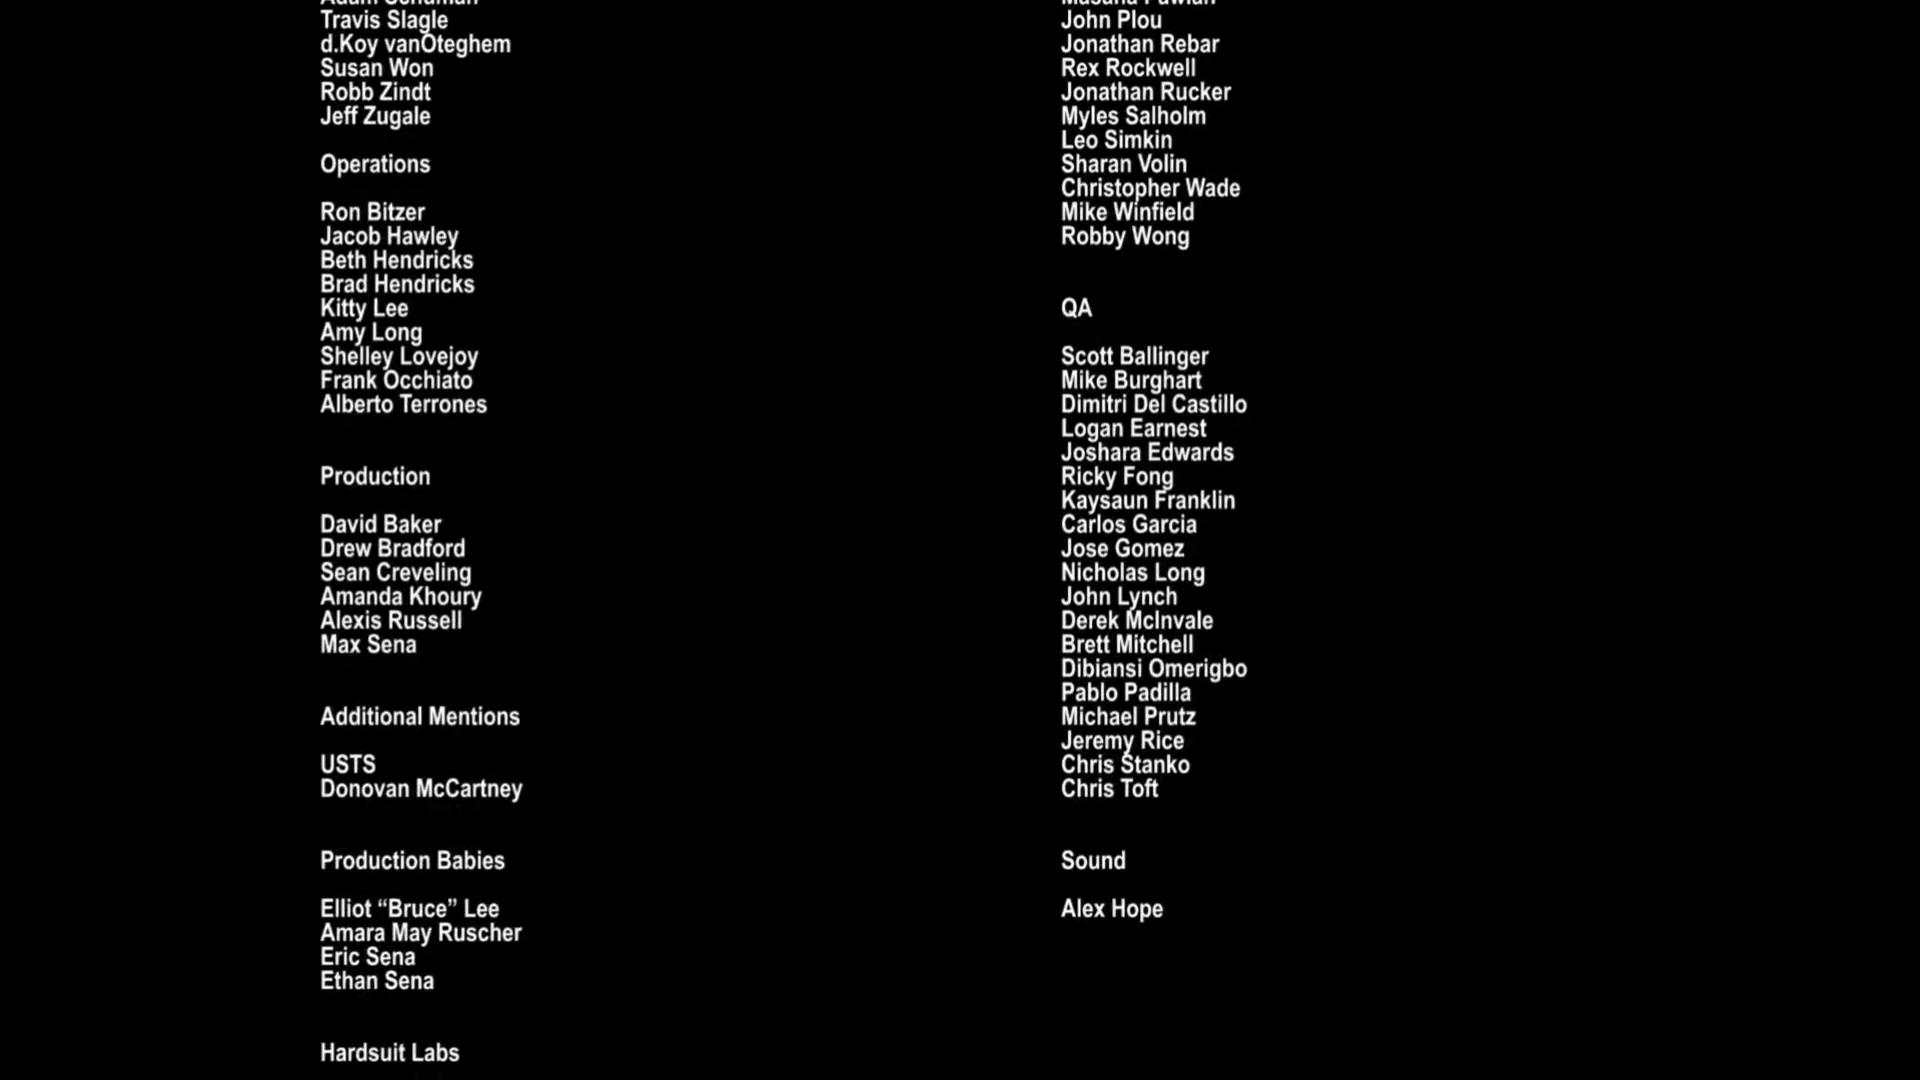 Adam Schuman
Travis Slagle
d.Koy vanOteghem
Susan Won
Robb Zindt
Jeff Zugale
Operations
Ron Bitzer
Jacob Hawley
Beth Hendricks
Brad Hendricks
Kitty Lee
Amy Long
Shelley Lovejoy
Frank Occhiato
Alberto Terrones
Production
David Baker
Drew Bradford
Sean Creveling
Amanda Khoury
Alexis Russell
Max Sena
Additional Mentions
USTS
Donovan McCartney
Production Babies
Elliot “Bruce” Lee
Amara May Ruscher
Eric Sena
Ethan Sena
Hardsuit Labs
John Plou
Jonathan Rebar
Rex Rockwell
Jonathan Rucker
Myles Salholm
Leo Simkin
Sharan Volin
Christopher Wade
Mike Winfield
Robby Wong
QA
Scott Ballinger
Mike Burghart
Dimitri Del Castillo
Logan Earnest
Joshara Edwards
Ricky Fong
Kaysaun Franklin
Carlos Garcia
Jose Gomez
Nicholas Long
John Lynch
Derek McInvale
Brett Mitchell
Dibiansi Omerigbo
Pablo Padilla
Michael Prutz
Jeremy Rice
Chris Stanko
Chris Toft
Sound
Alex Hope